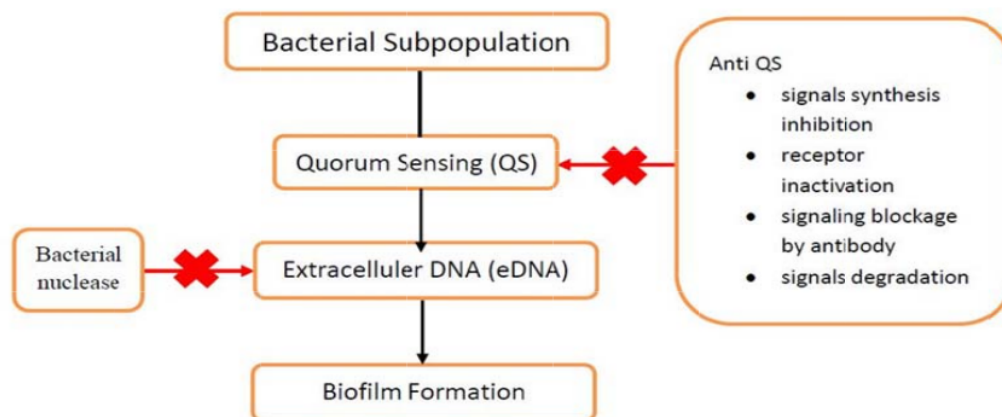 Bacterial Subpopulation
Quorum Sensing (QS)
Bacterial
nuclease
Extracelluler DNA (eDNA)
Biofilm Formation
Anti QS
• signals synthesis
inhibition
• receptor
inactivation
• signaling blockage
by antibody
• signals degradation